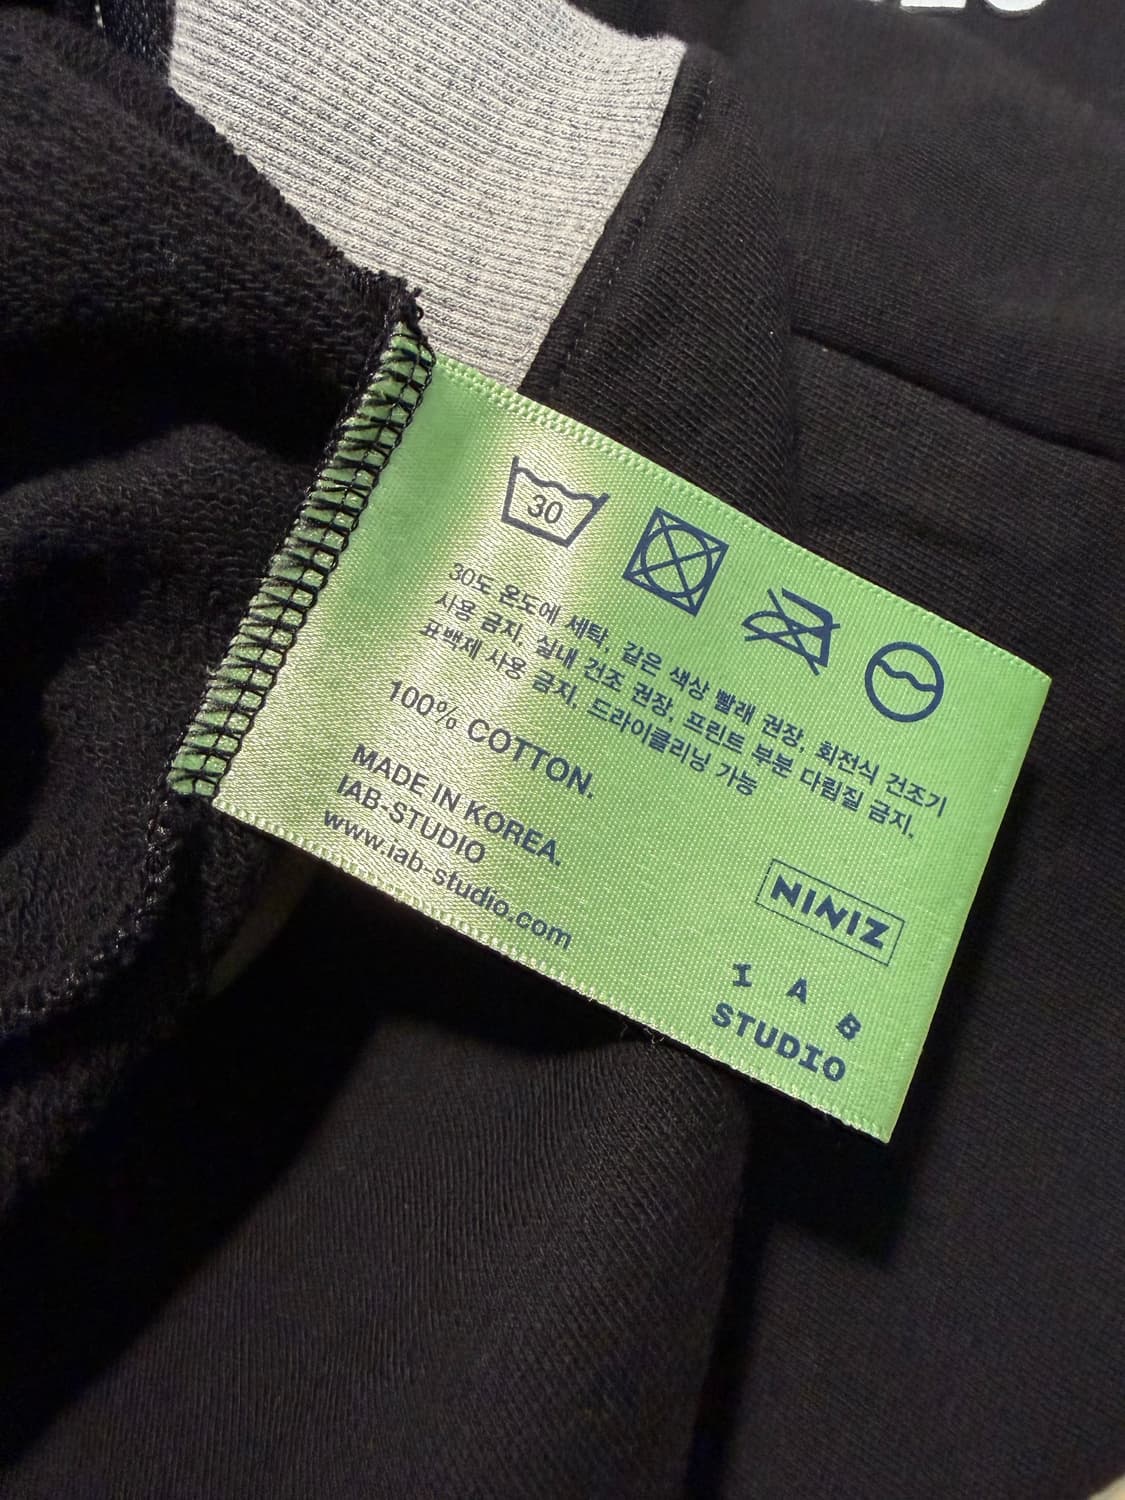 30
30도 온도에 세탁, 같은 색상 빨래 권장, 회전식 건조기
사용 금지, 실내 건조 권장, 프린트 부분 다림질 금지,
표백제 사용 금지, 드라이클리닝 가능
100% COTTON.
MADE IN KOREA.
IAB-STUDIO
www.iab-studio.com
NINIZ
I A B
STUDIO